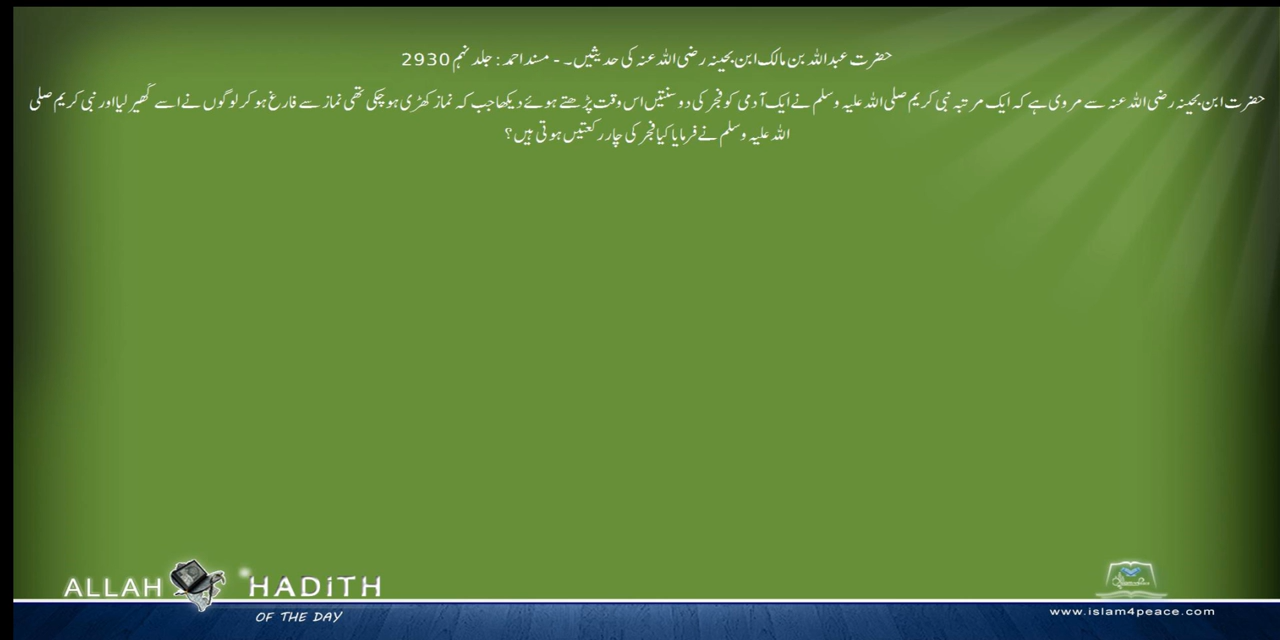 حضرت عبداللہ بن مالک ابن بحینہ رضی اللہ عنہ کی حدیثیں۔ - مسند احمد : جلد نہم 2930
حضرت ابن بحینہ رضی اللہ عنہ سے مروی ہے کہ ایک مرتبہ نبی کریم صلی اللہ علیہ وسلم نے ایک آدمی کو فجر کی دو سنتیں اس وقت پڑھتے ہوئے دیکھا جب کہ نماز کھڑی ہوچکی تھی نماز سے فارغ ہو کر لوگوں نے اسے گھیر لیا اور نبی کریم صلی
اللہ علیہ وسلم نے فرمایا کیا فجر کی چار رکعتیں ہوتی ہیں؟
ALLAH HADITH
OF THE DAY
www.islam4peace.com